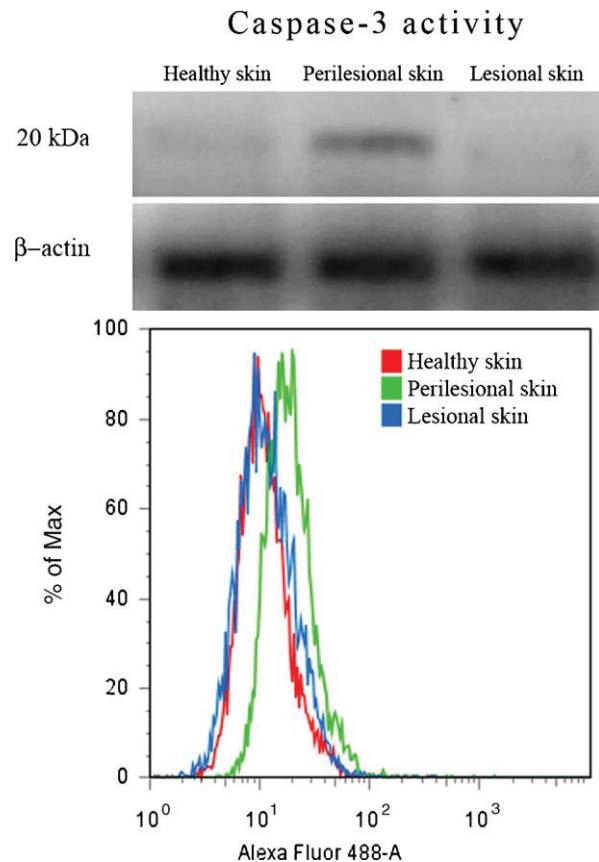 Caspase-3 activity
Healthy skin Perilesional skin Lesional skin
20 kDa
β–actin
100
80
60
40
20
0
% of Max
Healthy skin
Perilesional skin
Lesional skin
10⁰ 10¹ 10² 10³
Alexa Fluor 488-A